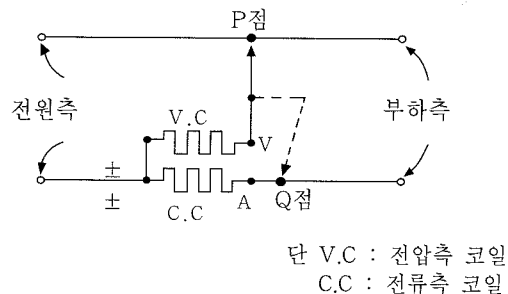 P점
전원측
부하측
V.C
V
±
±
C.C
A
Q점
단 V.C : 전압측 코일
C.C : 전류측 코일